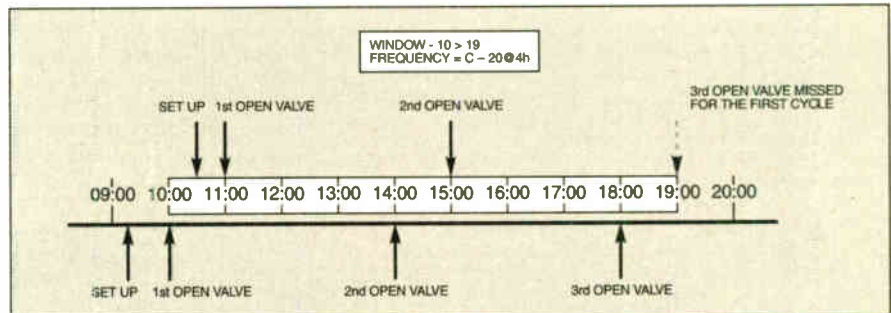 WINDOW - 10 > 19
FREQUENCY = C – 20@4h
3rd OPEN VALVE MISSED
FOR THE FIRST CYCLE
SET UP 1st OPEN VALVE 2nd OPEN VALVE
09:00 10:00 11:00 12:00 13:00 14:00 15:00 16:00 17:00 18:00 19:00 20:00
SET UP 1st OPEN VALVE 2nd OPEN VALVE 3rd OPEN VALVE